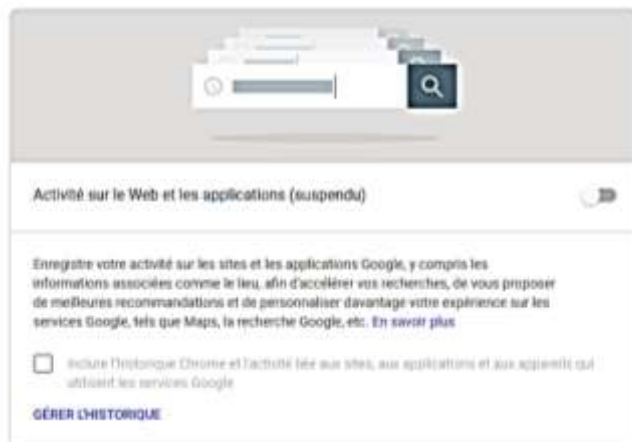 Activité sur le Web et les applications (suspendu)
Enregistre votre activité sur les sites et les applications Google, y compris les
informations associées comme le lieu, afin d'accélérer vos recherches, de vous proposer
de meilleures recommandations et de personnaliser davantage votre expérience sur les
services Google, tels que Maps, la recherche Google, etc. En savoir plus
Inclure l'historique Chrome et l'activité liée aux sites, aux applications et aux appareils qui
utilisent les services Google
GÉRER L'HISTORIQUE